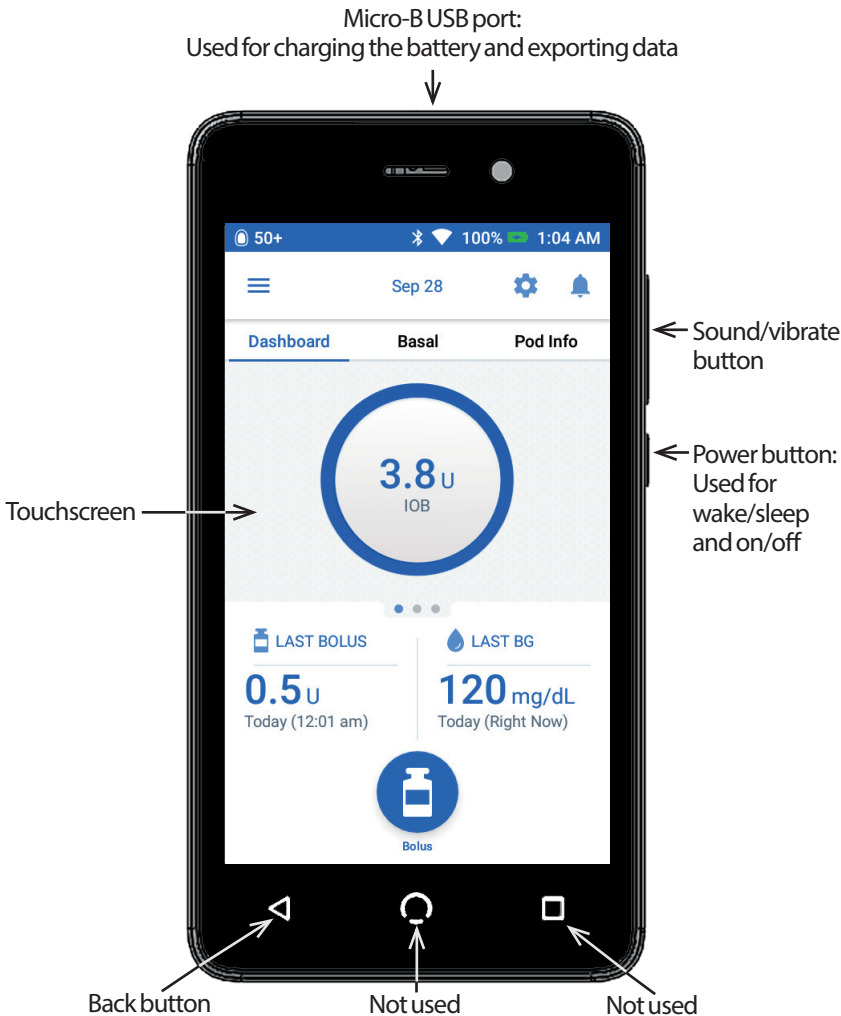 Micro-B USB port:
Used for charging the battery and exporting data
50+ 100% 1:04 AM
Sep 28
Dashboard Basal Pod Info
3.8 U
IOB
LAST BOLUS LAST BG
0.5 U 120 mg/dL
Today (12:01 am) Today (Right Now)
Bolus
Sound/vibrate
button
Power button:
Used for
wake/sleep
and on/off
Touchscreen
Back button
Not used
Not used